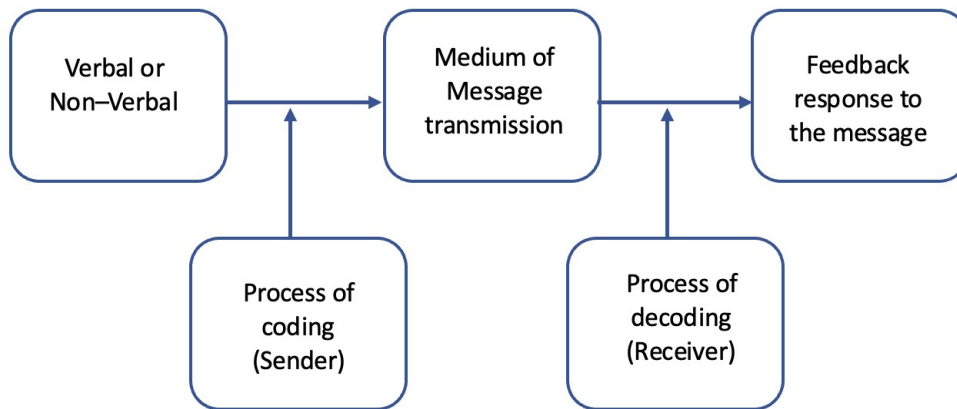 Verbal or
Non–Verbal
Medium of
Message
transmission
Feedback
response to
the message
Process of
coding
(Sender)
Process of
decoding
(Receiver)